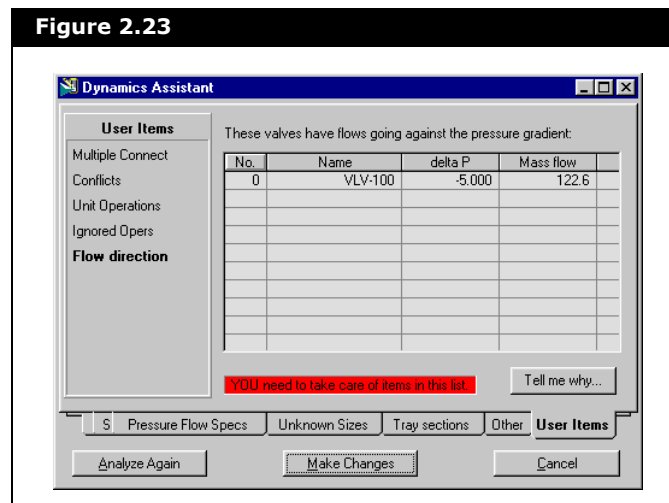 Figure 2.23
Dynamics Assistant
User Items
Multiple Connect
Conflicts
Unit Operations
Ignored Opers
Flow direction
These valves have flows going against the pressure gradient:
No. Name delta P Mass flow
0 VLV-100 -5.000 122.6
YOU need to take care of items in this list.
Tell me why...
S Pressure Flow Specs Unknown Sizes Tray sections Other User Items
Analyze Again Make Changes Cancel